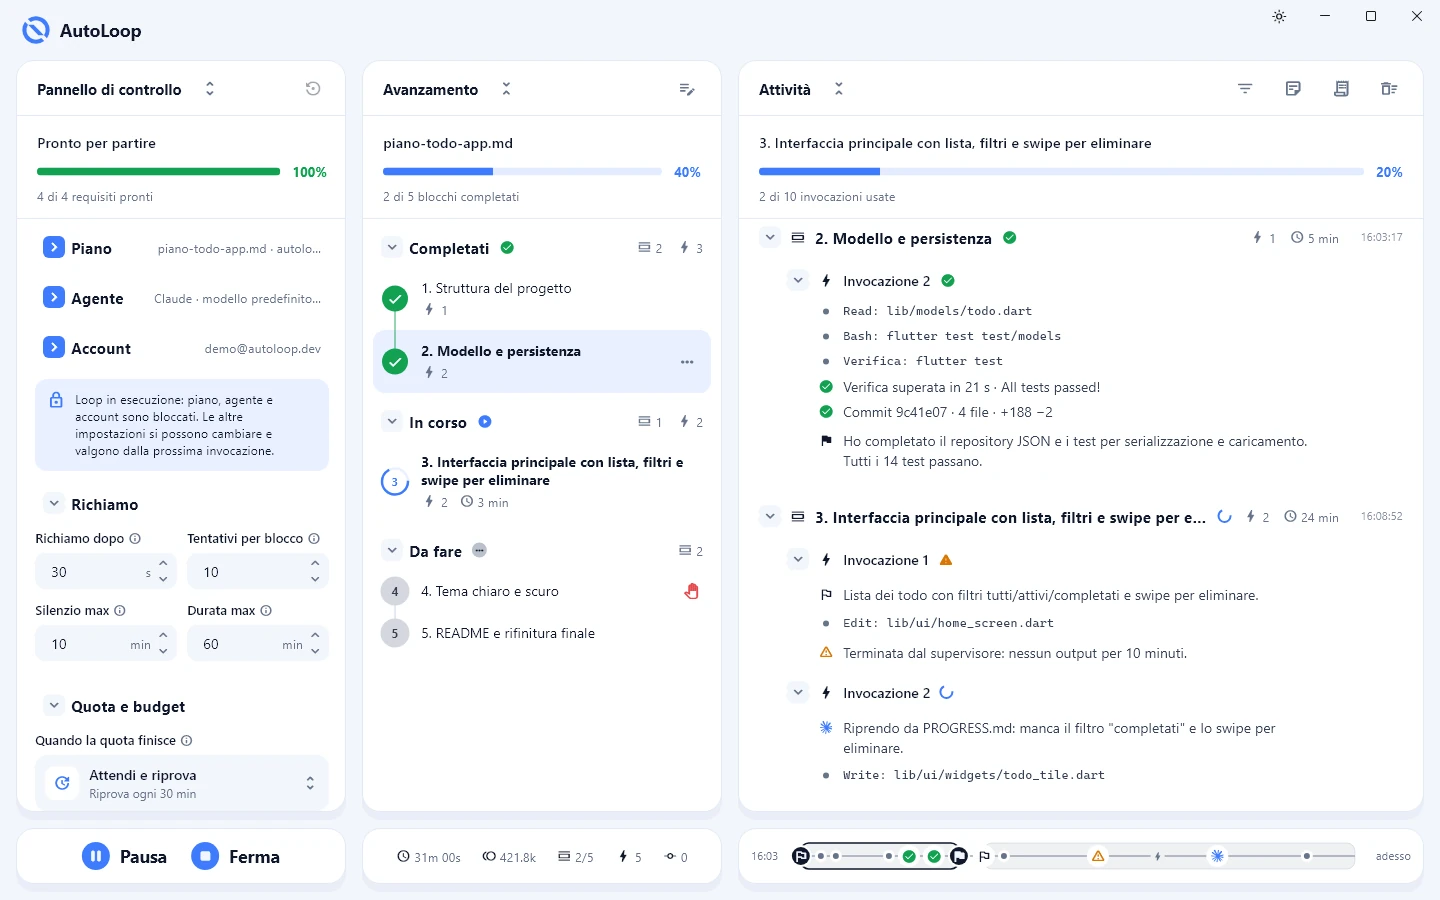 AutoLoop
Pannello di controllo
Pronto per partire
100%
4 di 4 requisiti pronti
Piano
piano-todo-app.md · autolo...
Agente
Claude · modello predefinito...
Account
demo@autoloop.dev
Loop in esecuzione: piano, agente e
account sono bloccati. Le altre
impostazioni si possono cambiare e
valgono dalla prossima invocazione.
Richiamo
Richiamo dopo
Tentativi per blocco
30 s
10
Silenzio max
Durata max
10 min
60 min
Quota e budget
Quando la quota finisce
Attendi e riprova
Riprova ogni 30 min
Pausa
Ferma
Avanzamento
piano-todo-app.md
40%
2 di 5 blocchi completati
Completati
2
3
1. Struttura del progetto
1
2. Modello e persistenza
2
In corso
1
2
3
3. Interfaccia principale con lista, filtri e
swipe per eliminare
2
3 min
Da fare
2
4
4. Tema chiaro e scuro
5
5. README e rifinitura finale
31m 00s
421.8k
2/5
5
0
Attività
3. Interfaccia principale con lista, filtri e swipe per eliminare
20%
2 di 10 invocazioni usate
2. Modello e persistenza
1
5 min
16:03:17
Invocazione 2
Read: lib/models/todo.dart
Bash: flutter test test/models
Verifica: flutter test
Verifica superata in 21 s · All tests passed!
Commit 9c41e07 · 4 file · +188 −2
Ho completato il repository JSON e i test per serializzazione e caricamento.
Tutti i 14 test passano.
3. Interfaccia principale con lista, filtri e swipe per e...
2
24 min
16:08:52
Invocazione 1
Lista dei todo con filtri tutti/attivi/completati e swipe per eliminare.
Edit: lib/ui/home_screen.dart
Terminata dal supervisore: nessun output per 10 minuti.
Invocazione 2
Riprendo da PROGRESS.md: manca il filtro "completati" e lo swipe per
eliminare.
Write: lib/ui/widgets/todo_tile.dart
16:03
adesso